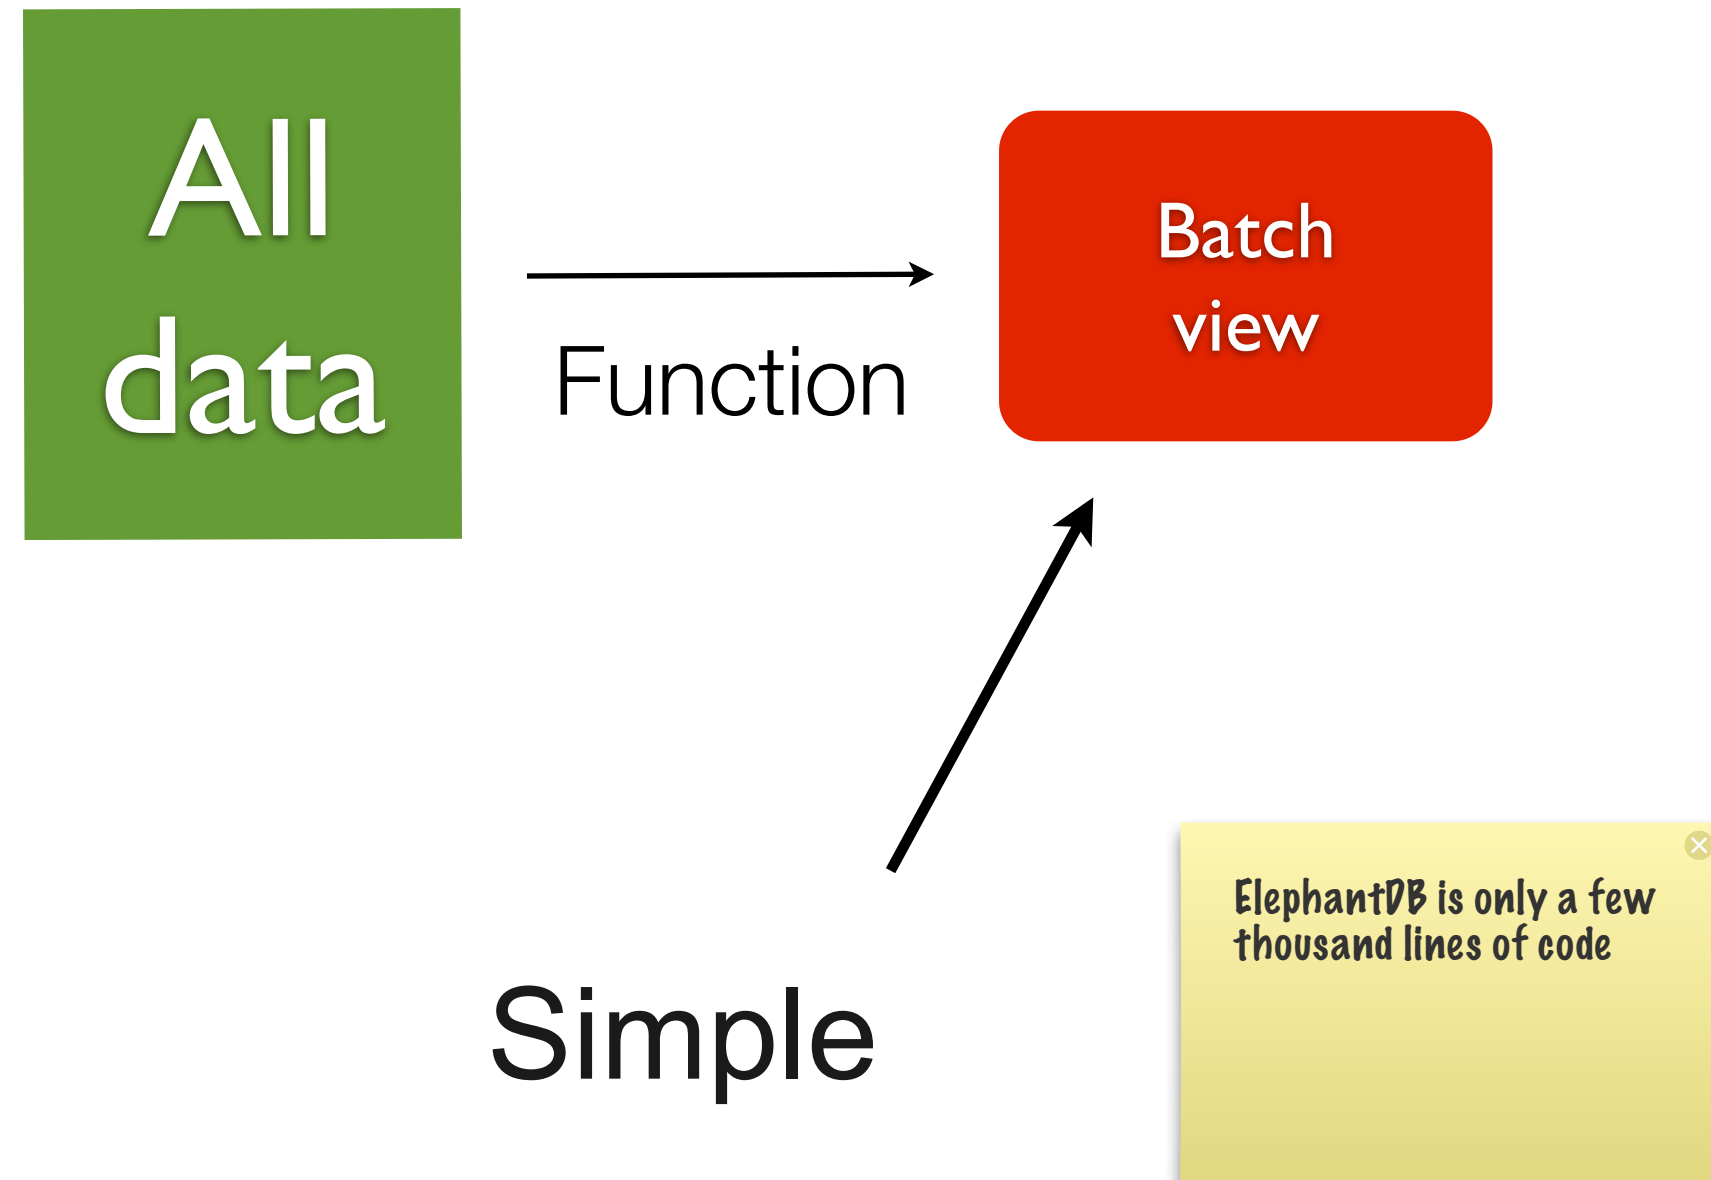 All
data
Function
Batch
view
Simple
ElephantDB is only a few
thousand lines of code